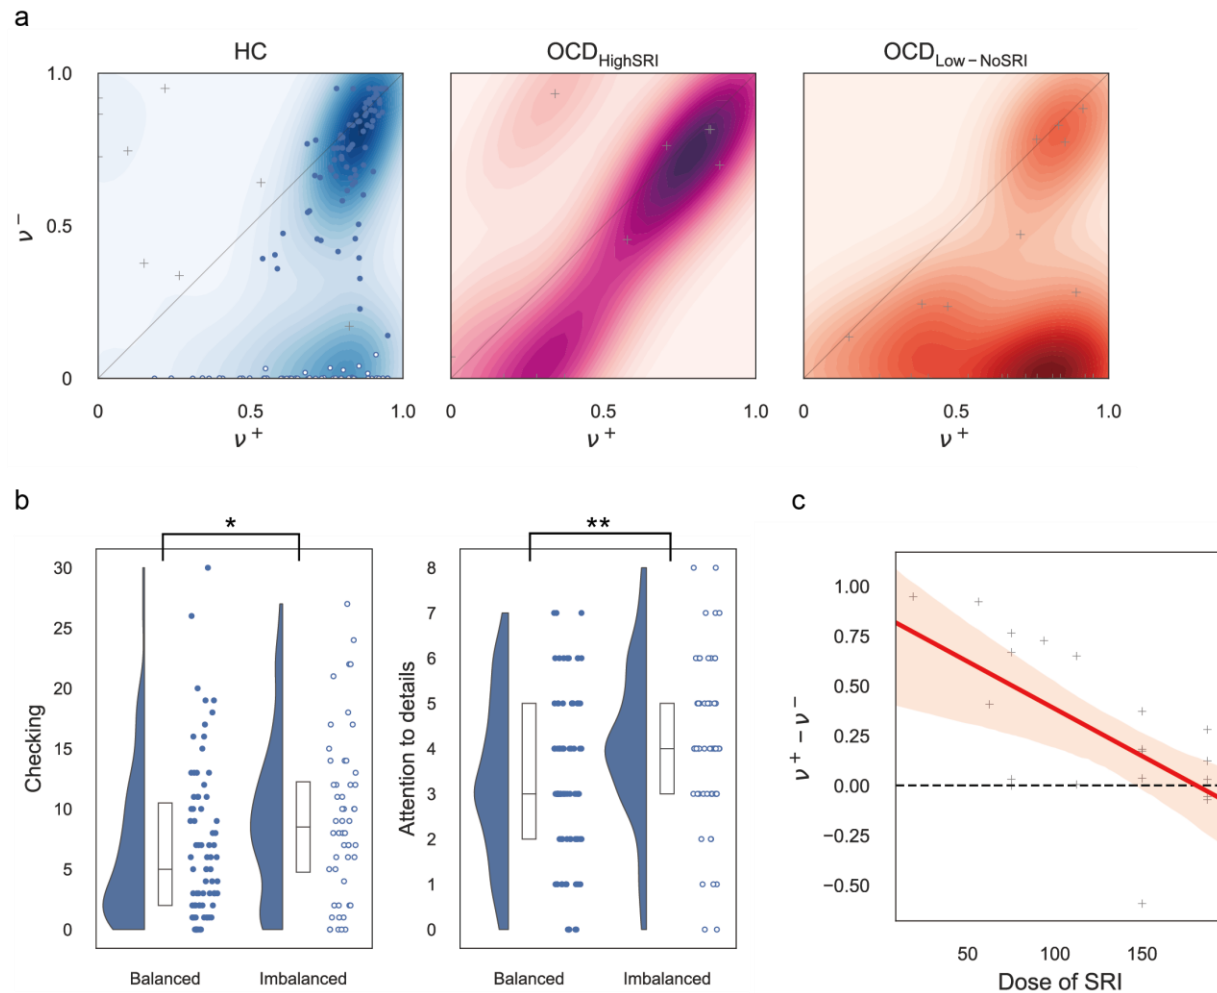 a
HC
OCD_HighSRI
OCD_Low – NoSRI
1.0
0.5
0
ν⁻
0 0.5 1.0
0 0.5 1.0
0 0.5 1.0
ν⁺
ν⁺
ν⁺
b
*
30
25
20
15
10
5
0
Checking
Balanced Imbalanced
**
8
7
6
5
4
3
2
1
0
Attention to details
Balanced Imbalanced
c
1.00
0.75
0.50
0.25
0.00
−0.25
−0.50
ν⁺ − ν⁻
50 100 150
Dose of SRI